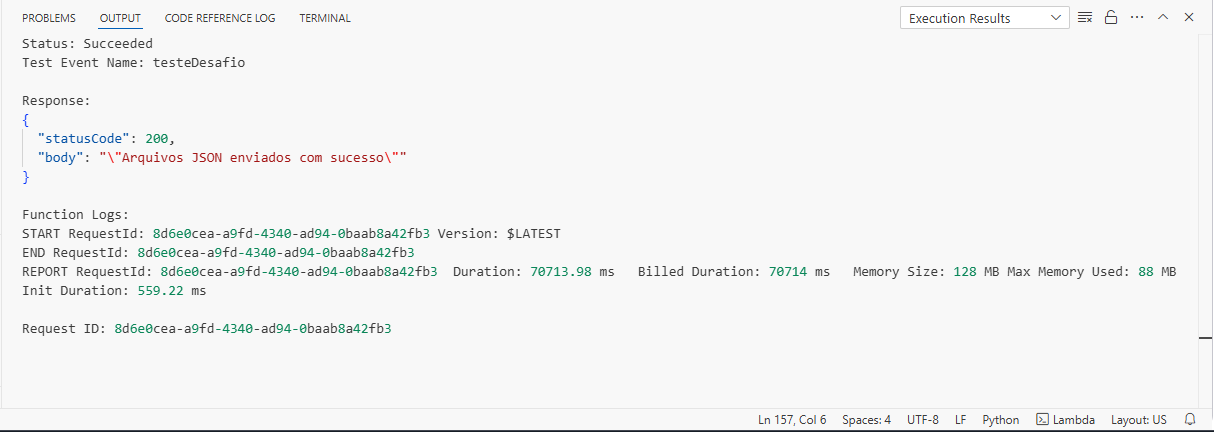 PROBLEMS OUTPUT CODE REFERENCE LOG TERMINAL Execution Results
Status: Succeeded
Test Event Name: testeDesafio
Response:
{
"statusCode": 200,
"body": "\"Arquivos JSON enviados com sucesso\""
}
Function Logs:
START RequestId: 8d6e0cea-a9fd-4340-ad94-0baab8a42fb3 Version: $LATEST
END RequestId: 8d6e0cea-a9fd-4340-ad94-0baab8a42fb3
REPORT RequestId: 8d6e0cea-a9fd-4340-ad94-0baab8a42fb3 Duration: 70713.98 ms Billed Duration: 70714 ms Memory Size: 128 MB Max Memory Used: 88 MB
Init Duration: 559.22 ms
Request ID: 8d6e0cea-a9fd-4340-ad94-0baab8a42fb3
Ln 157, Col 6 Spaces: 4 UTF-8 LF Python Lambda Layout: US